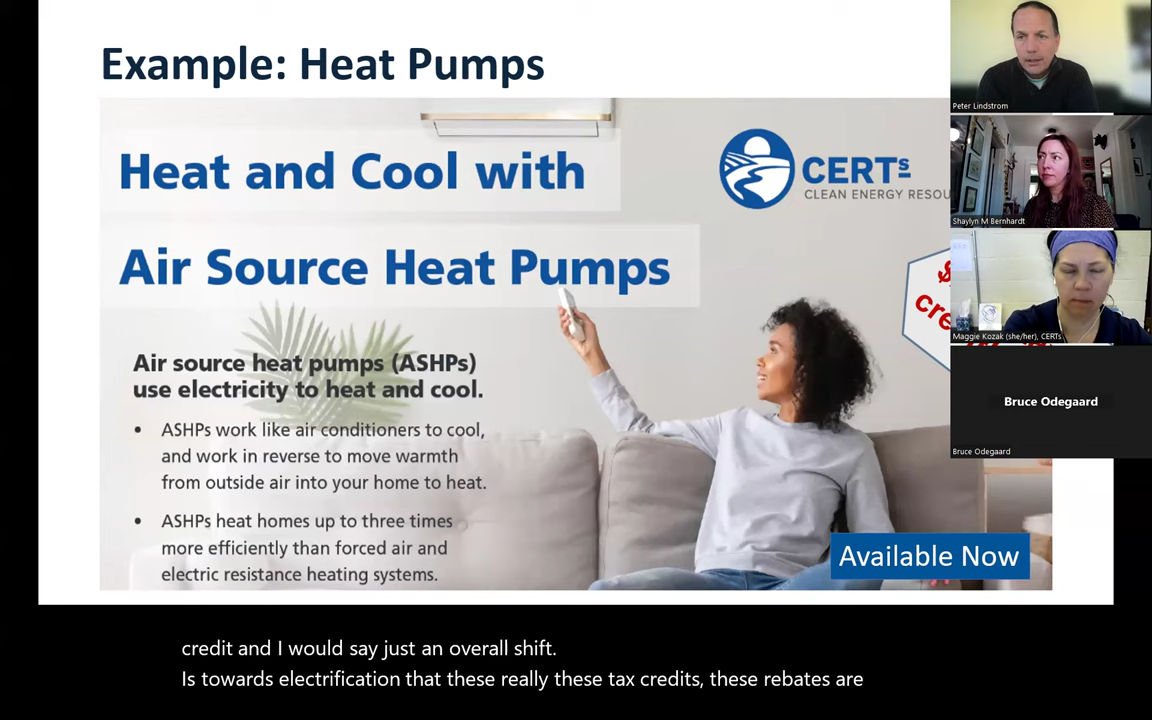 Example: Heat Pumps
Heat and Cool with
Air Source Heat Pumps
CERTs
CLEAN ENERGY
Air source heat pumps (ASHPs)
use electricity to heat and cool.
• ASHPs work like air conditioners to cool,
and work in reverse to move warmth
from outside air into your home to heat.
• ASHPs heat homes up to three times
more efficiently than forced air and
electric resistance heating systems.
Available Now
Peter Lindstrom
Shaylyn M Bernhardt
Maggie Kozak (she/her), CERTs
Bruce Odegaard
Bruce Odegaard
credit and I would say just an overall shift.
Is towards electrification that these really these tax credits, these rebates are